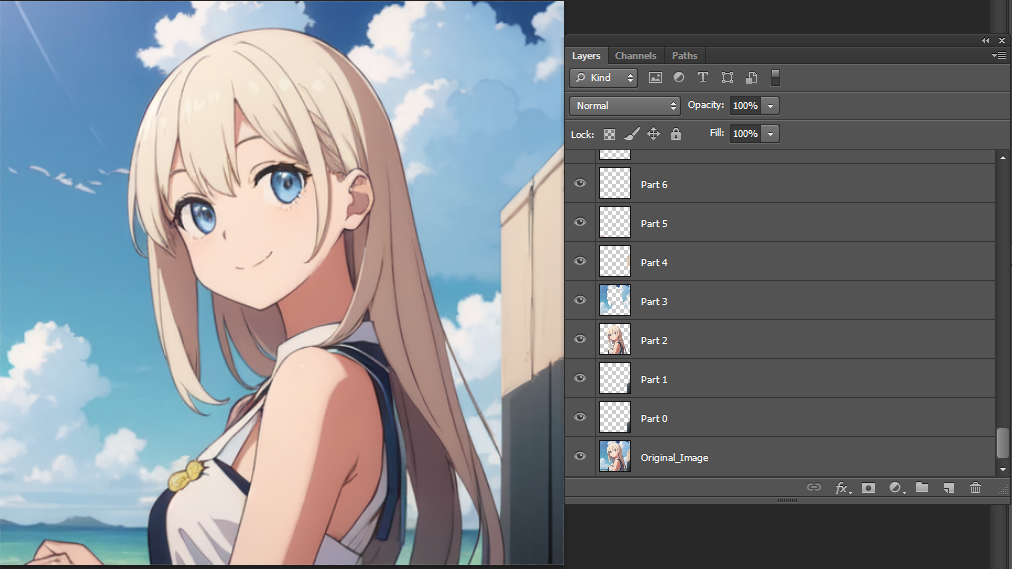 Layers Channels Paths
Kind
Normal Opacity: 100%
Lock: Fill: 100%
Part 6
Part 5
Part 4
Part 3
Part 2
Part 1
Part 0
Original_Image
fx